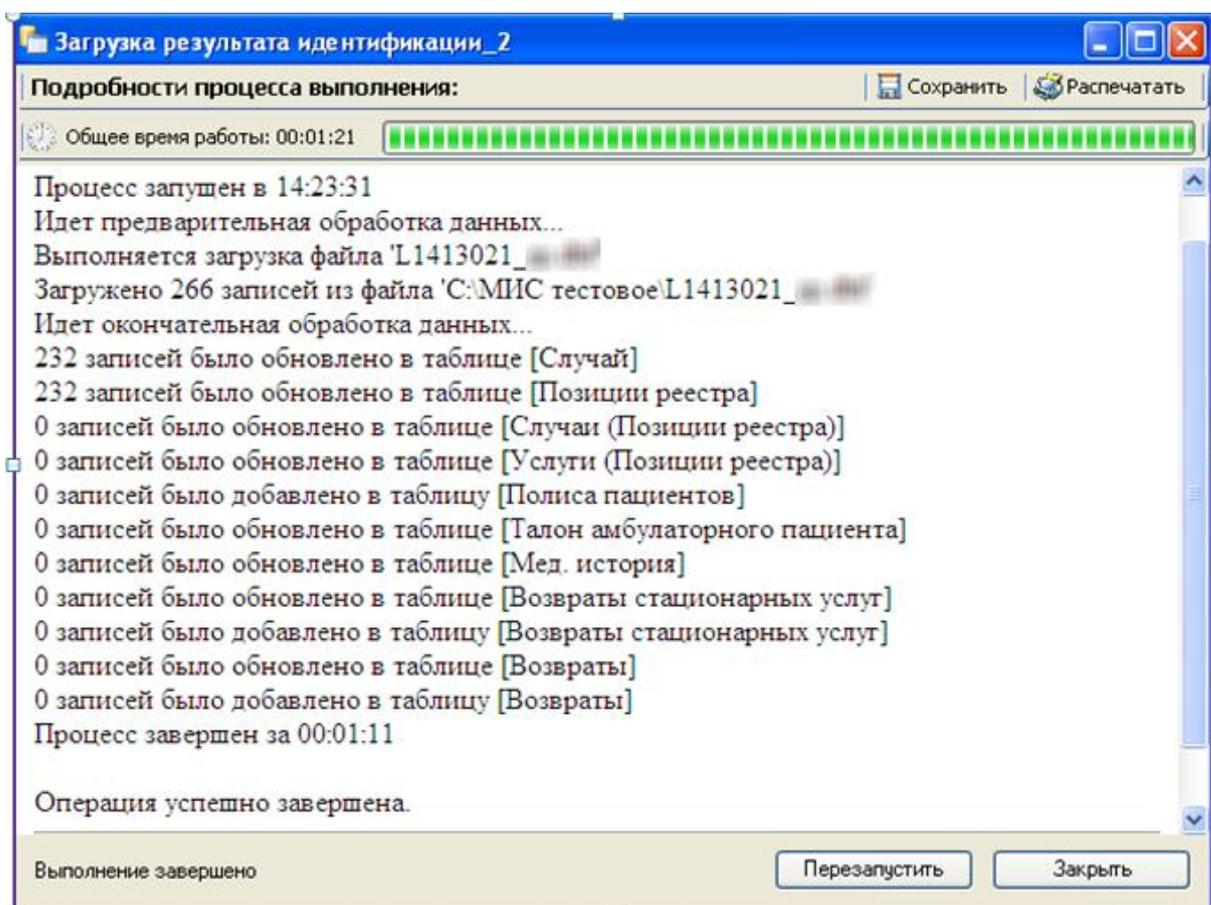 Загрузка результата идентификации_2
Подробности процесса выполнения:
Сохранить
Распечатать
Общее время работы: 00:01:21
Процесс запущен в 14:23:31
Идет предварительная обработка данных...
Выполняется загрузка файла 'L1413021_
Загружено 266 записей из файла 'C:\МИС тестовое\L1413021_
Идет окончательная обработка данных...
232 записей было обновлено в таблице [Случай]
232 записей было обновлено в таблице [Позиции реестра]
0 записей было обновлено в таблице [Случаи (Позиции реестра)]
0 записей было обновлено в таблице [Услуги (Позиции реестра)]
0 записей было добавлено в таблицу [Полиса пациентов]
0 записей было обновлено в таблице [Талон амбулаторного пациента]
0 записей было обновлено в таблице [Мед. история]
0 записей было обновлено в таблице [Возвраты стационарных услуг]
0 записей было добавлено в таблицу [Возвраты стационарных услуг]
0 записей было обновлено в таблице [Возвраты]
0 записей было добавлено в таблицу [Возвраты]
Процесс завершен за 00:01:11
Операция успешно завершена.
Выполнение завершено
Перезапустить
Закрыть